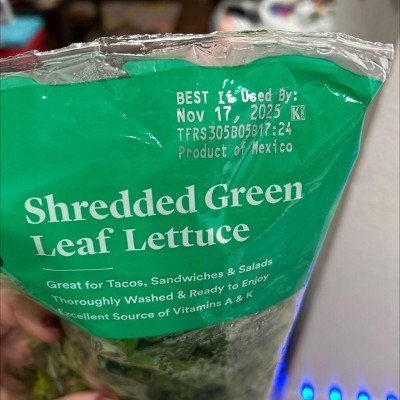 BEST If Used By:
Nov 17, 2025 K
TFRS305B05B17:24
Product of Mexico
Shredded Green
Leaf Lettuce
Great for Tacos, Sandwiches & Salads
Thoroughly Washed & Ready to Enjoy
Excellent Source of Vitamins A & K